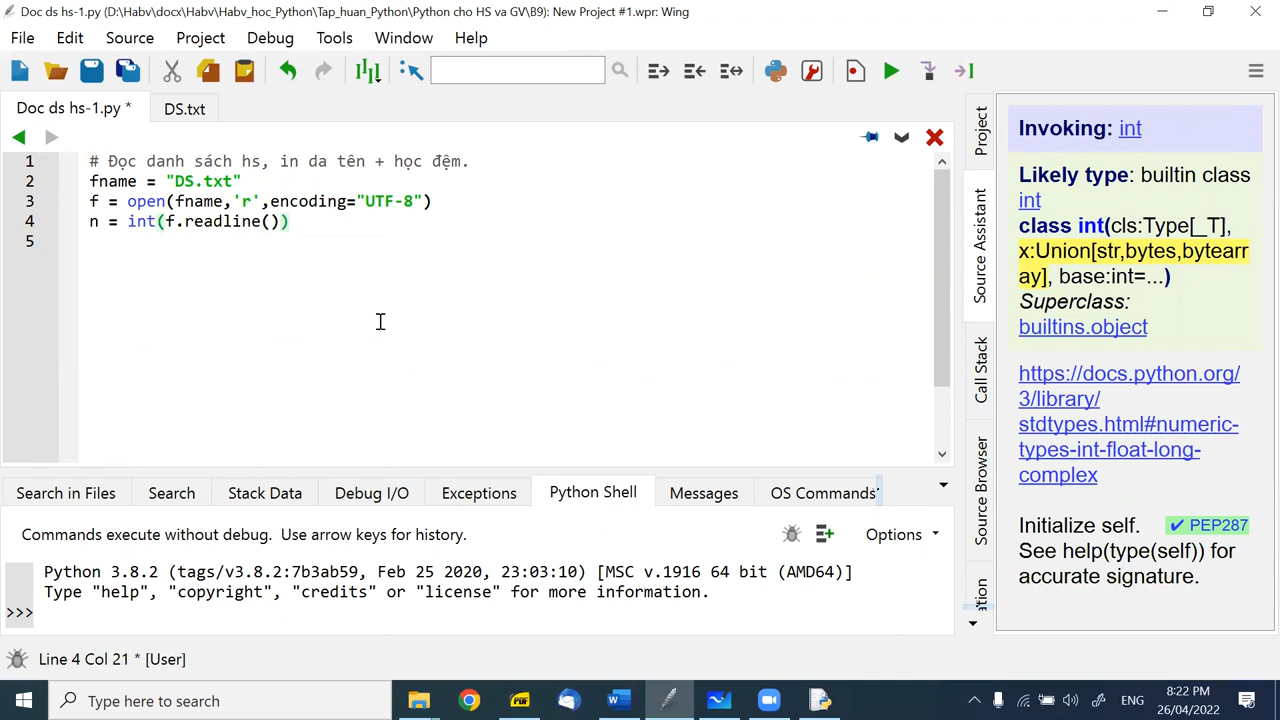 Doc ds hs-1.py (D:\Habv\docx\Habv\Habv_hoc_Python\Tap_huan_Python\Python cho HS va GV\B9): New Project #1.wpr: Wing
File Edit Source Project Debug Tools Window Help
Doc ds hs-1.py * DS.txt
1 # Đọc danh sách hs, in da tên + học đệm.
2 fname = "DS.txt"
3 f = open(fname,'r',encoding="UTF-8")
4 n = int(f.readline())
5
Project
Source Assistant
Call Stack
Source Browser
Invoking: int
Likely type: builtin class
int
class int(cls:Type[_T],
x:Union[str,bytes,bytearr
ay], base:int=...)
Superclass:
builtins.object
https://docs.python.org/
3/library/
stdtypes.html#numeric-
types-int-float-long-
complex
Initialize self. ✔ PEP287
See help(type(self)) for
accurate signature.
Search in Files Search Stack Data Debug I/O Exceptions Python Shell Messages OS Commands
Commands execute without debug. Use arrow keys for history. Options
Python 3.8.2 (tags/v3.8.2:7b3ab59, Feb 25 2020, 23:03:10) [MSC v.1916 64 bit (AMD64)]
Type "help", "copyright", "credits" or "license" for more information.
>>>
Line 4 Col 21 * [User]
Type here to search
PDF
ENG
8:22 PM
26/04/2022